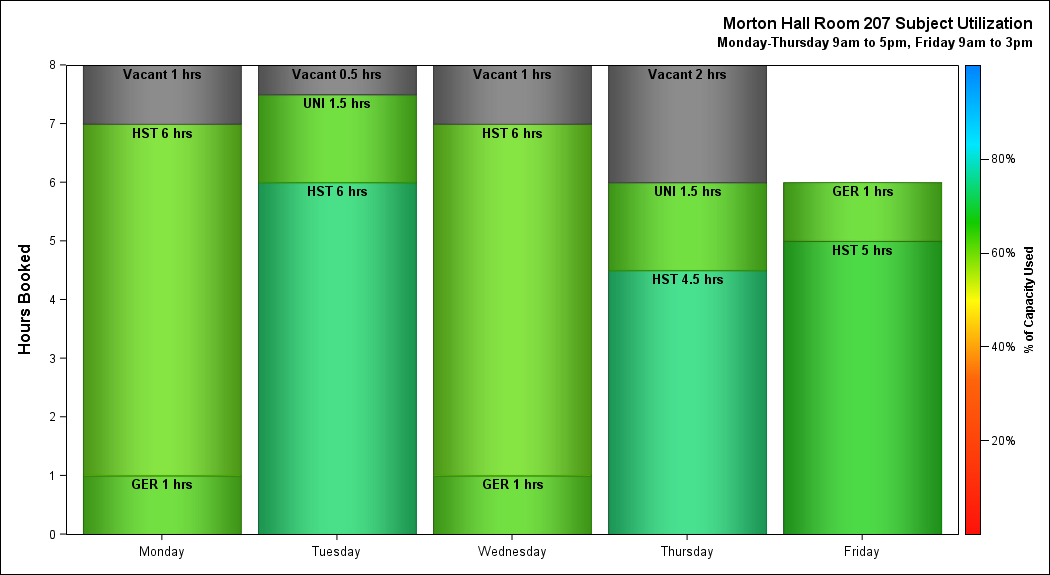 Morton Hall Room 207 Subject Utilization
Monday-Thursday 9am to 5pm, Friday 9am to 3pm
Hours Booked
8
7
6
5
4
3
2
1
0
Vacant 1 hrs
HST 6 hrs
GER 1 hrs
Vacant 0.5 hrs
UNI 1.5 hrs
HST 6 hrs
Vacant 1 hrs
HST 6 hrs
GER 1 hrs
Vacant 2 hrs
UNI 1.5 hrs
HST 4.5 hrs
GER 1 hrs
HST 5 hrs
Monday
Tuesday
Wednesday
Thursday
Friday
80%
60%
40%
20%
% of Capacity Used